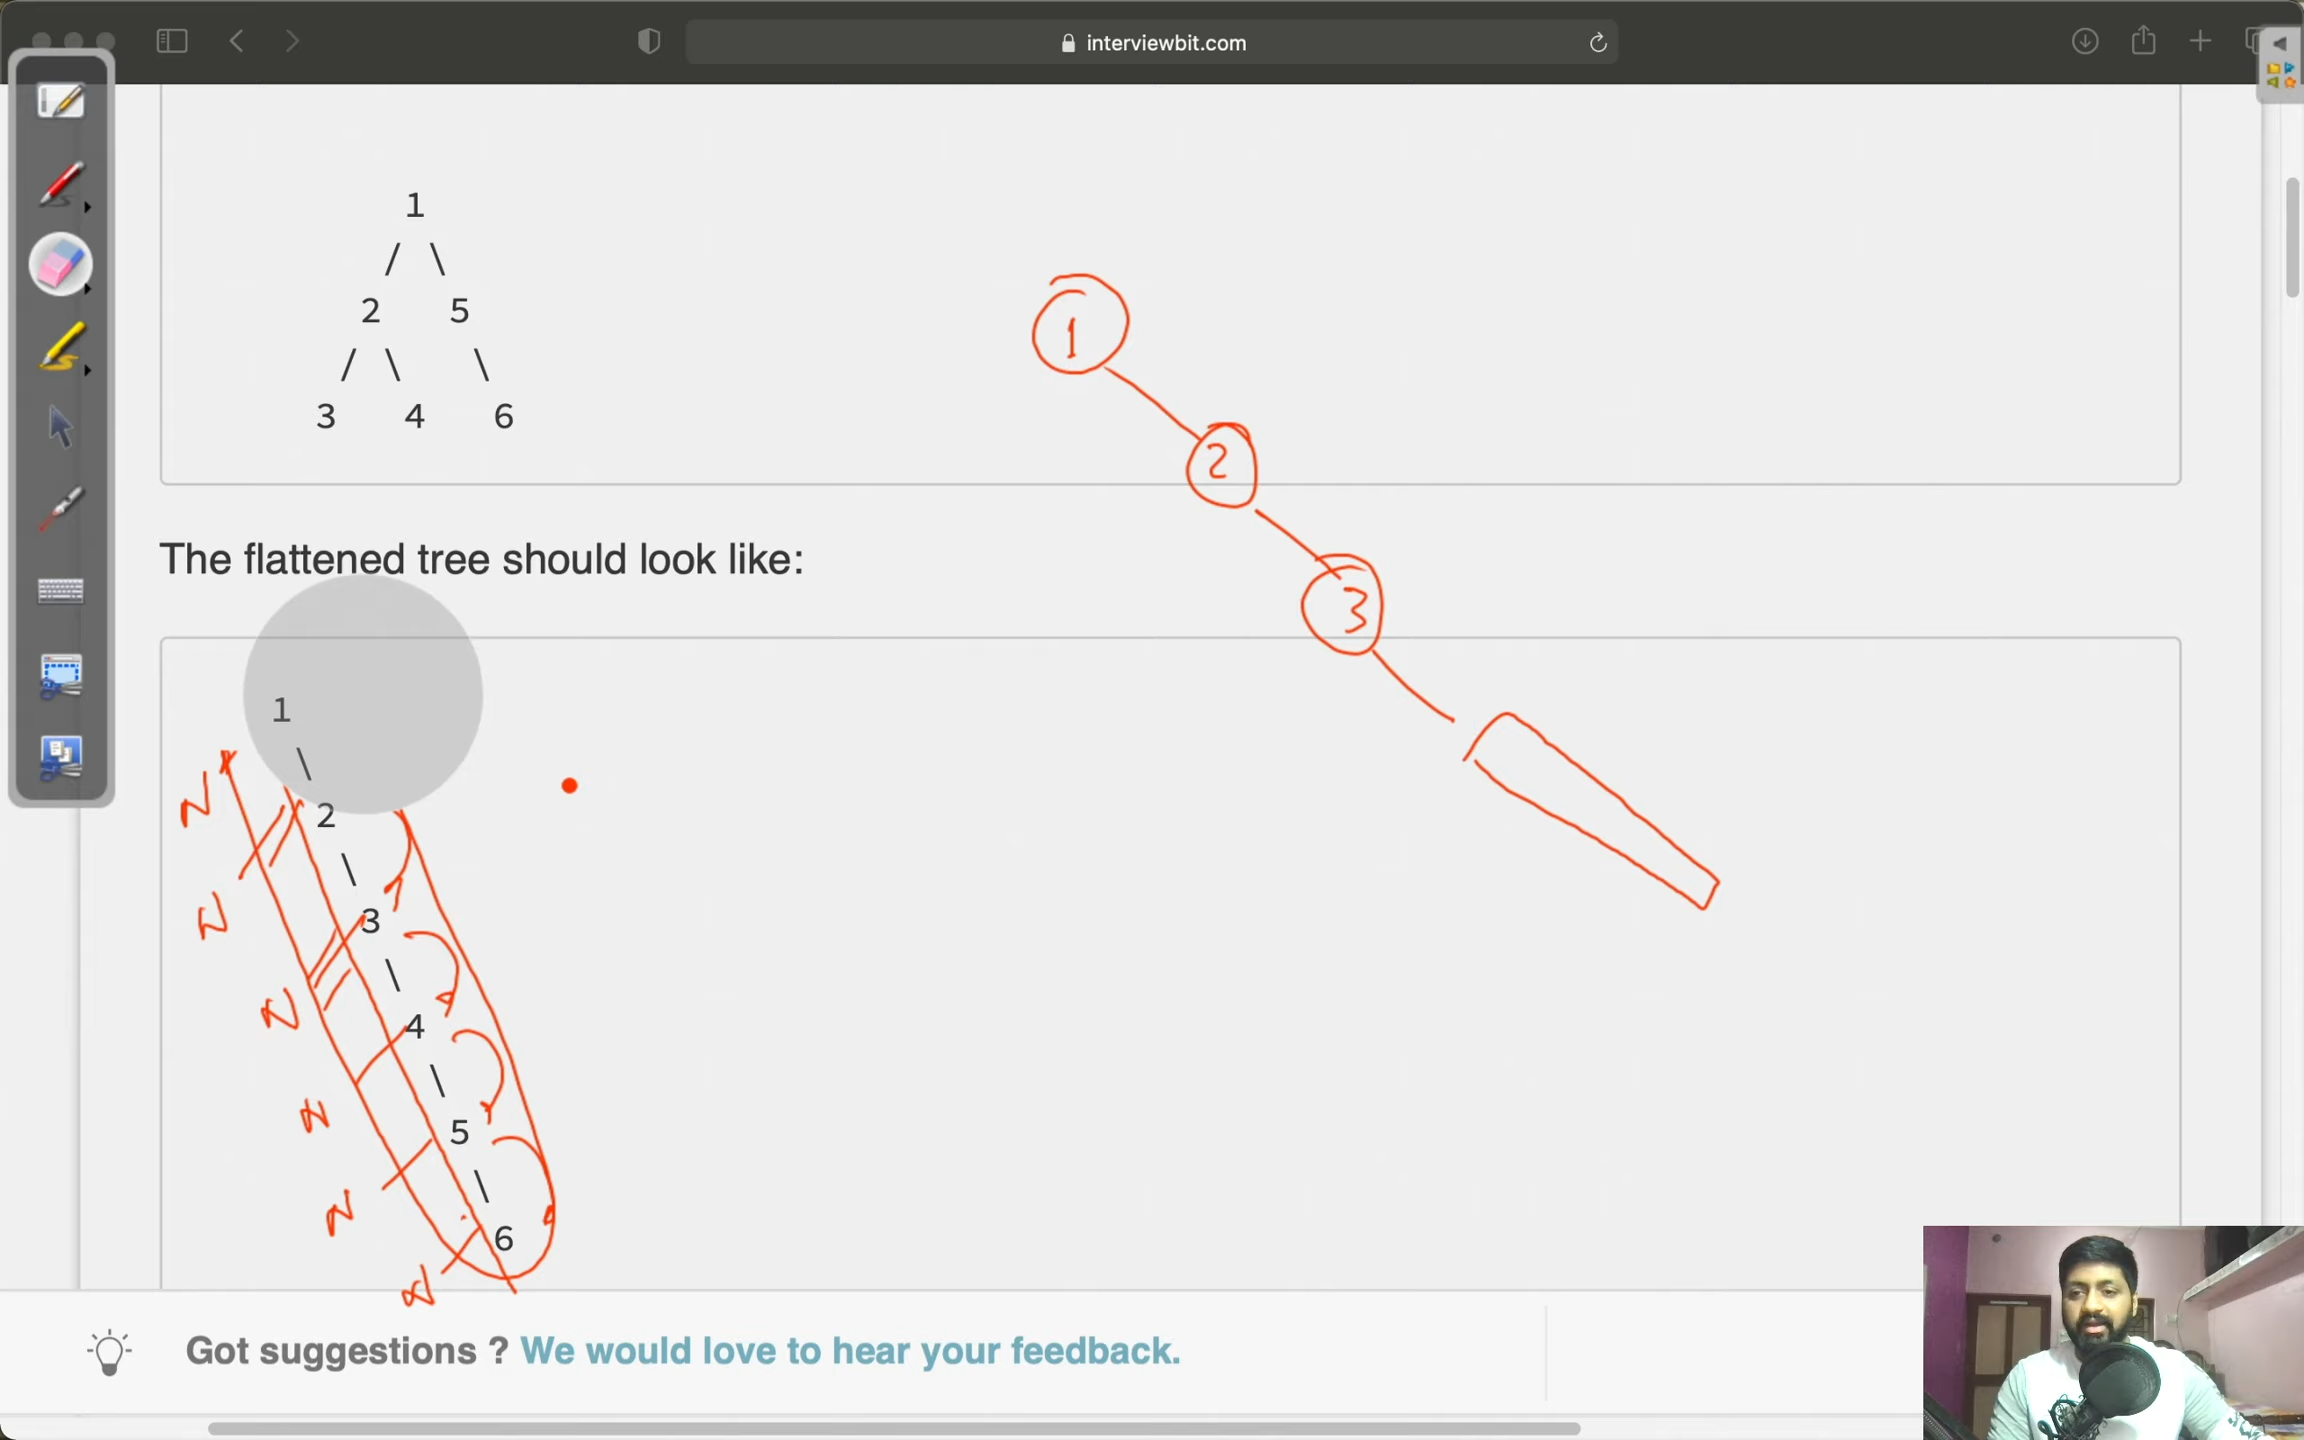 interviewbit.com
1
/ \
2 5
/ \ \
3 4 6
1
2
3
The flattened tree should look like:
1
\
2
\
3
\
4
\
5
\
6
N
N
N
N
N
N
Got suggestions ? We would love to hear your feedback.